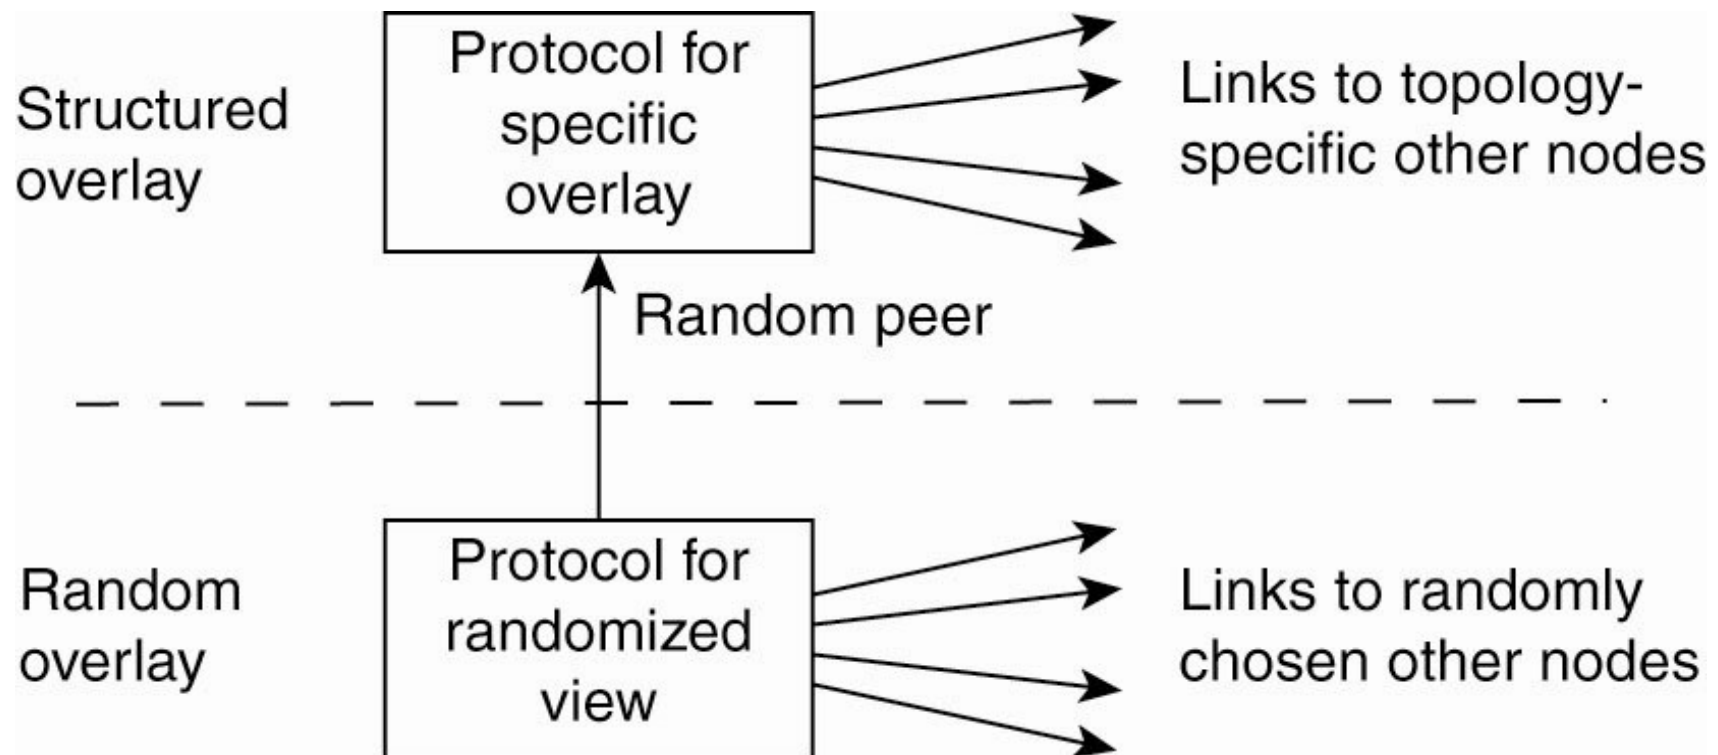 Structured
overlay
Protocol for
specific
overlay
Links to topology-
specific other nodes
Random peer
Random
overlay
Protocol for
randomized
view
Links to randomly
chosen other nodes